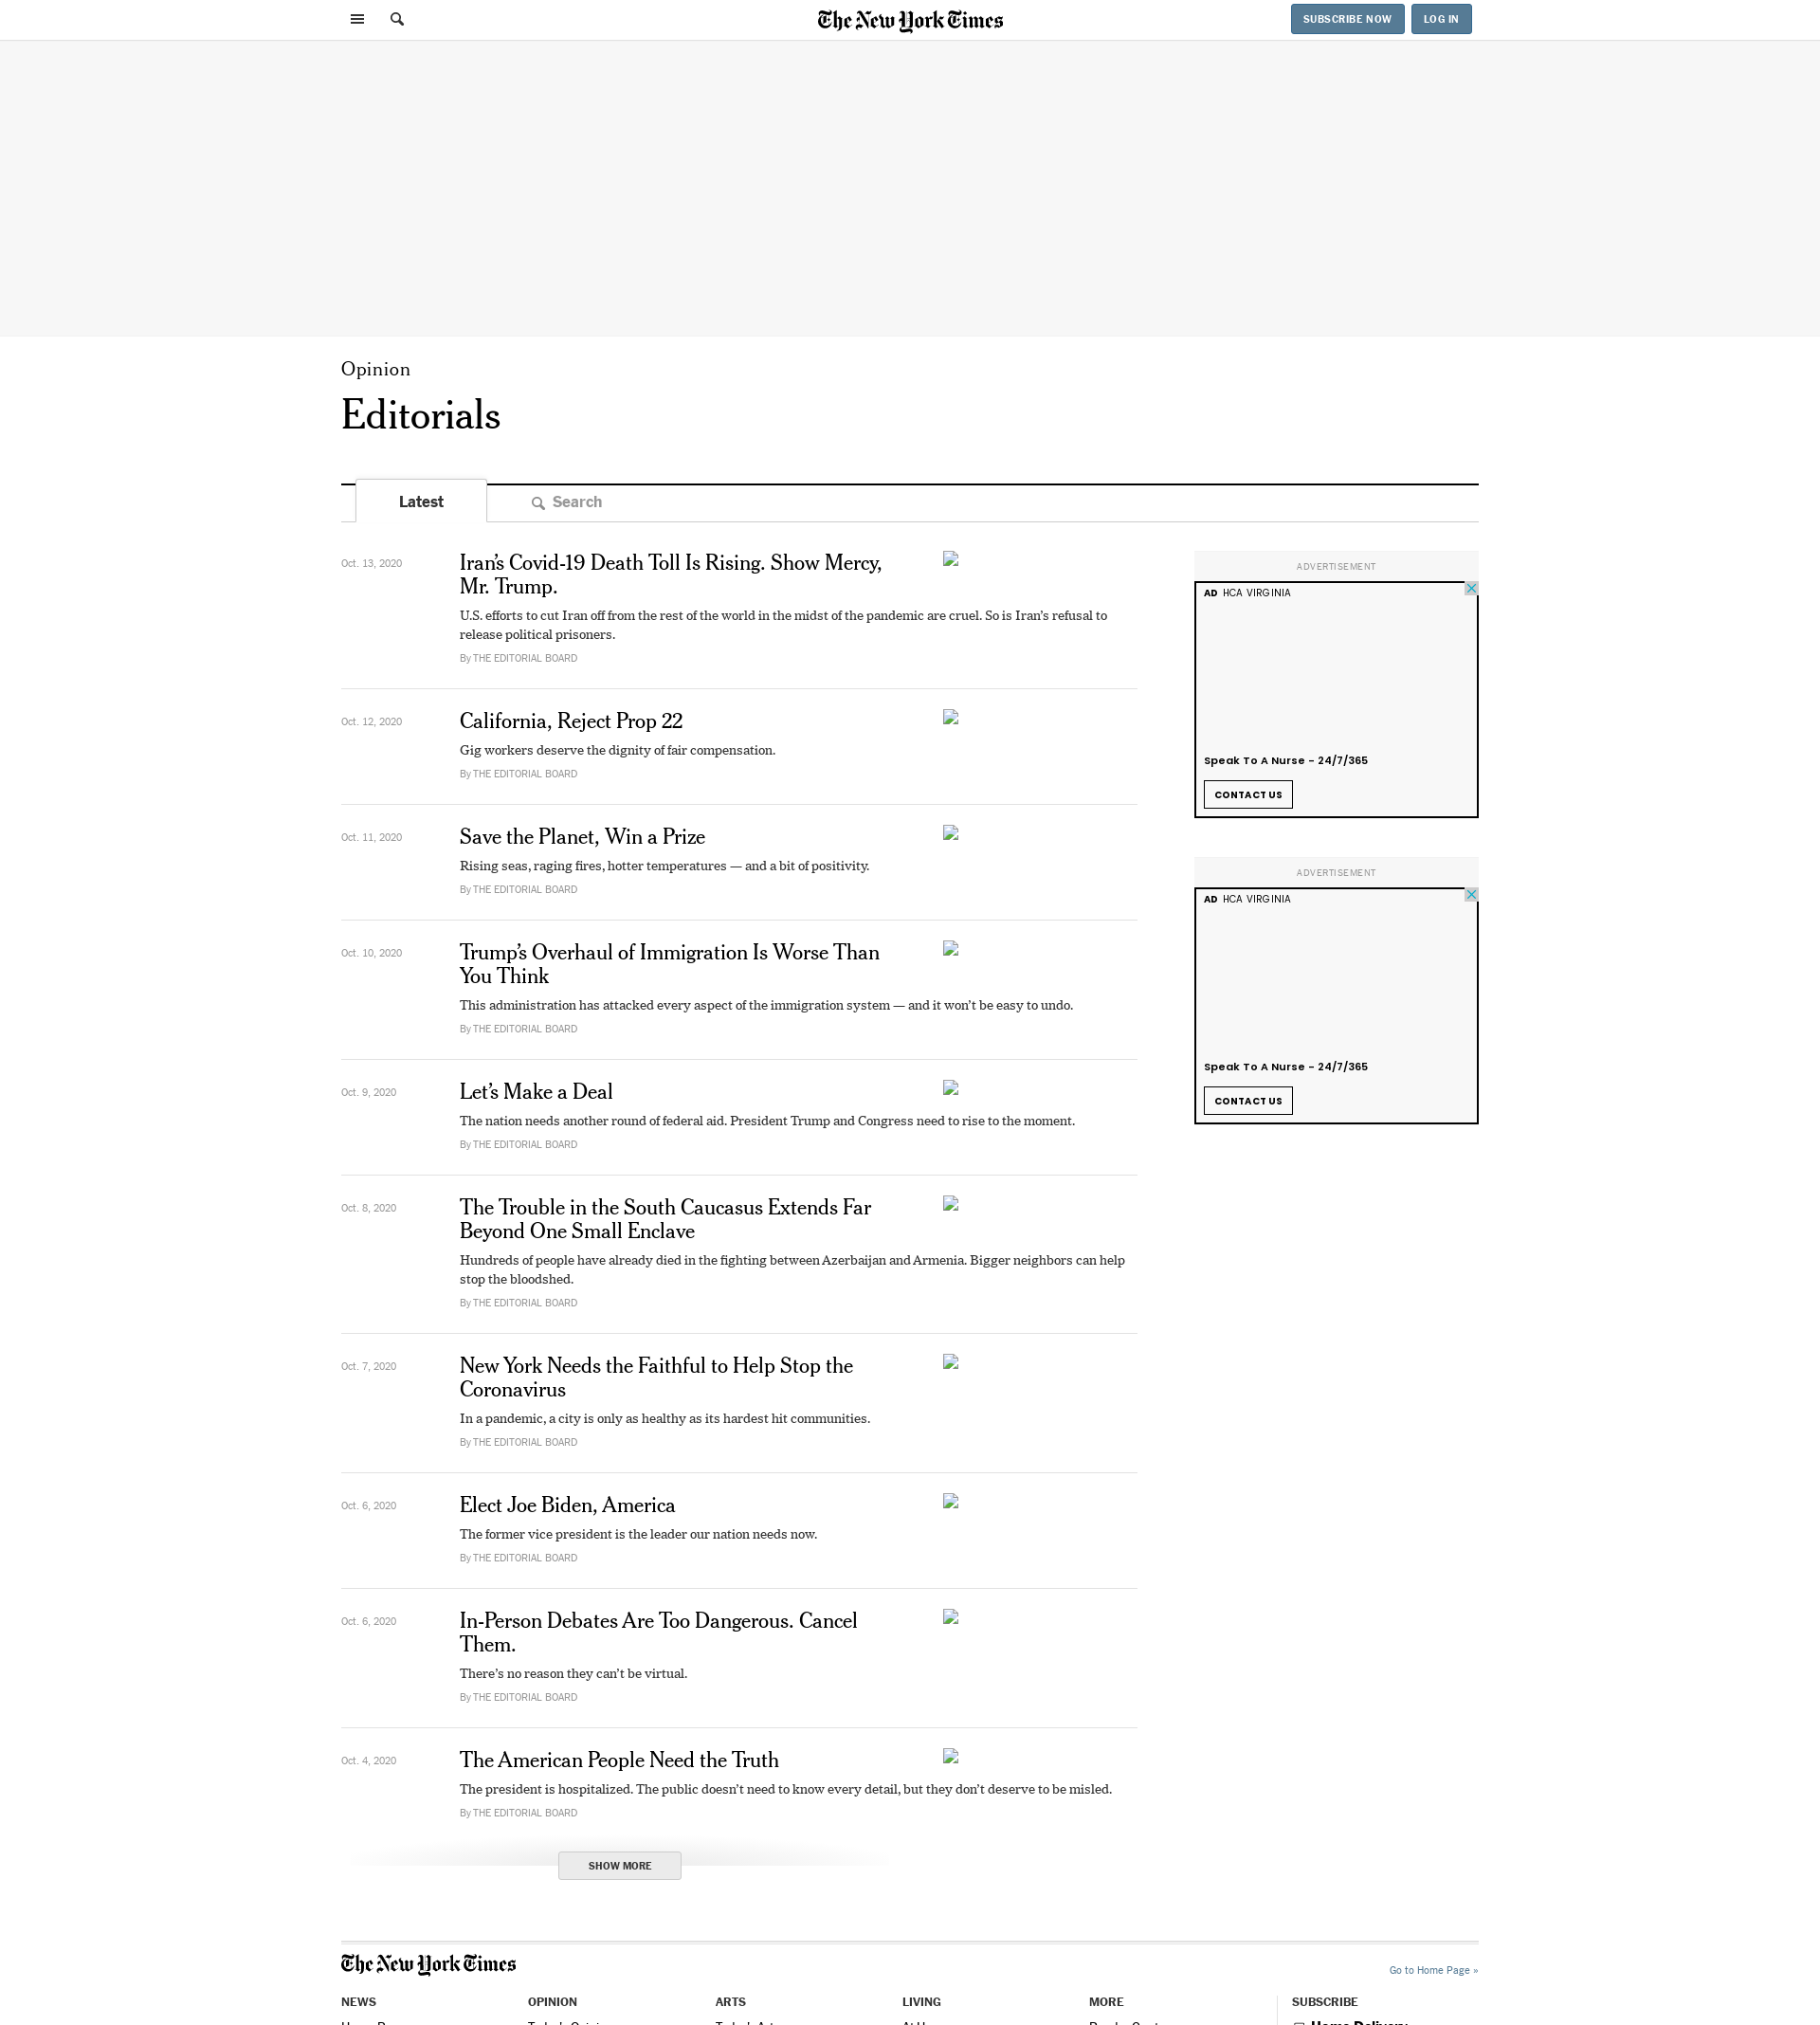 The New York Times
SUBSCRIBE NOW
LOG IN
Opinion
Editorials
Latest
Search
Oct. 13, 2020
Iran's Covid-19 Death Toll Is Rising. Show Mercy,
Mr. Trump.
U.S. efforts to cut Iran off from the rest of the world in the midst of the pandemic are cruel. So is Iran's refusal to
release political prisoners.
By THE EDITORIAL BOARD
Oct. 12, 2020
California, Reject Prop 22
Gig workers deserve the dignity of fair compensation.
By THE EDITORIAL BOARD
Oct. 11, 2020
Save the Planet, Win a Prize
Rising seas, raging fires, hotter temperatures — and a bit of positivity.
By THE EDITORIAL BOARD
Oct. 10, 2020
Trump's Overhaul of Immigration Is Worse Than
You Think
This administration has attacked every aspect of the immigration system — and it won't be easy to undo.
By THE EDITORIAL BOARD
Oct. 9, 2020
Let's Make a Deal
The nation needs another round of federal aid. President Trump and Congress need to rise to the moment.
By THE EDITORIAL BOARD
Oct. 8, 2020
The Trouble in the South Caucasus Extends Far
Beyond One Small Enclave
Hundreds of people have already died in the fighting between Azerbaijan and Armenia. Bigger neighbors can help
stop the bloodshed.
By THE EDITORIAL BOARD
Oct. 7, 2020
New York Needs the Faithful to Help Stop the
Coronavirus
In a pandemic, a city is only as healthy as its hardest hit communities.
By THE EDITORIAL BOARD
Oct. 6, 2020
Elect Joe Biden, America
The former vice president is the leader our nation needs now.
By THE EDITORIAL BOARD
Oct. 6, 2020
In-Person Debates Are Too Dangerous. Cancel
Them.
There's no reason they can't be virtual.
By THE EDITORIAL BOARD
Oct. 4, 2020
The American People Need the Truth
The president is hospitalized. The public doesn't need to know every detail, but they don't deserve to be misled.
By THE EDITORIAL BOARD
SHOW MORE
ADVERTISEMENT
AD HCA VIRGINIA
Speak To A Nurse - 24/7/365
CONTACT US
ADVERTISEMENT
AD HCA VIRGINIA
Speak To A Nurse - 24/7/365
CONTACT US
The New York Times
Go to Home Page »
NEWS
OPINION
ARTS
LIVING
MORE
SUBSCRIBE
Home Delivery